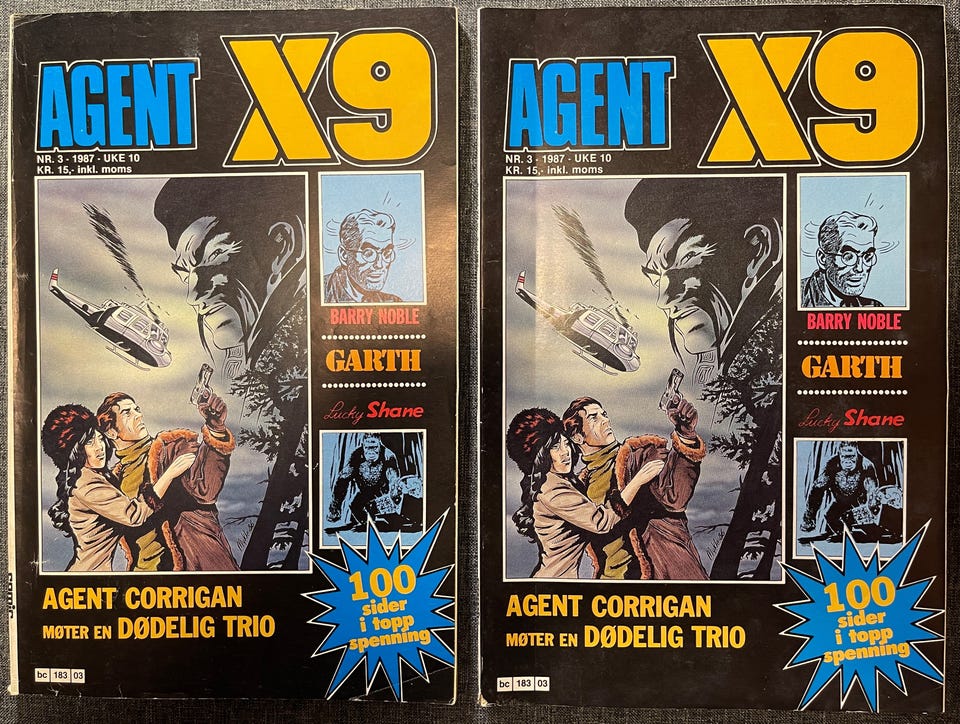 AGENT X9
NR. 3 - 1987 - UKE 10
KR. 15,- inkl. moms
BARRY NOBLE
GARTH
Lucky Shane
AGENT CORRIGAN
MØTER EN DØDELIG TRIO
100
sider
i topp
spenning
bc 183 03
AGENT X9
NR. 3 - 1987 - UKE 10
KR. 15,- inkl. moms
BARRY NOBLE
GARTH
Lucky Shane
AGENT CORRIGAN
MØTER EN DØDELIG TRIO
100
sider
i topp
spenning
bc 183 03